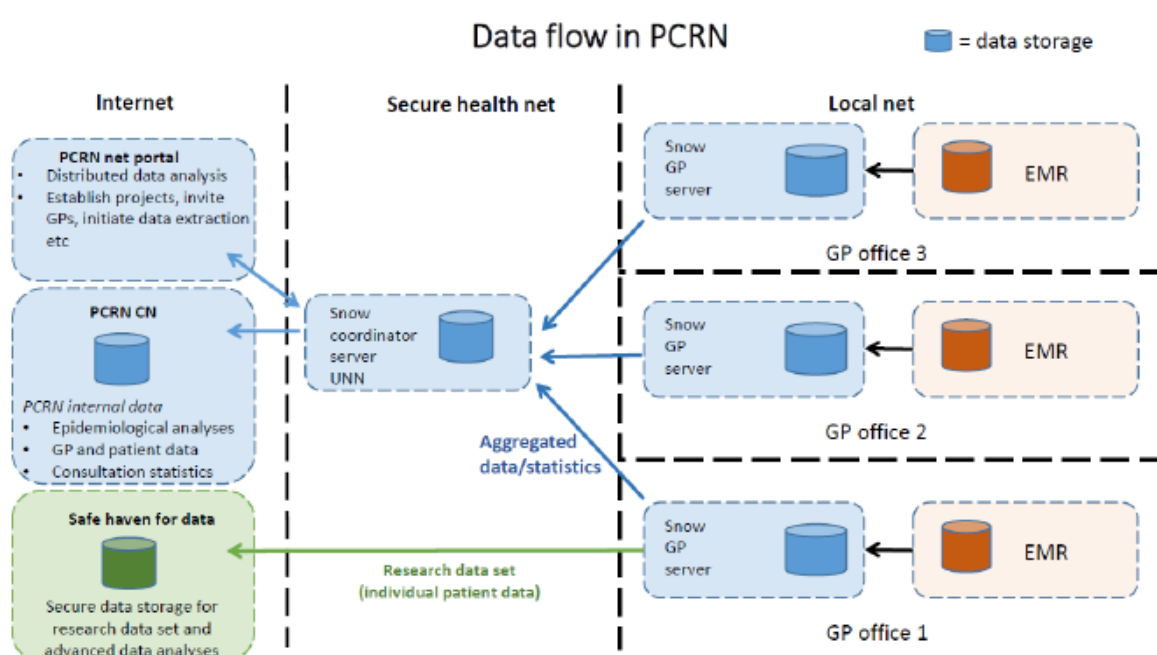 Data flow in PCRN
= data storage
Internet
Secure health net
Local net
PCRN net portal
• Distributed data analysis
• Establish projects, invite
GPs, initiate data extraction
etc
PCRN CN
PCRN internal data
• Epidemiological analyses
• GP and patient data
• Consultation statistics
Safe haven for data
Secure data storage for
research data set and
advanced data analyses
Snow
coordinator
server
UNN
Aggregated
data/statistics
Research data set
(individual patient data)
Snow
GP
server
EMR
GP office 3
Snow
GP
server
EMR
GP office 2
Snow
GP
server
EMR
GP office 1